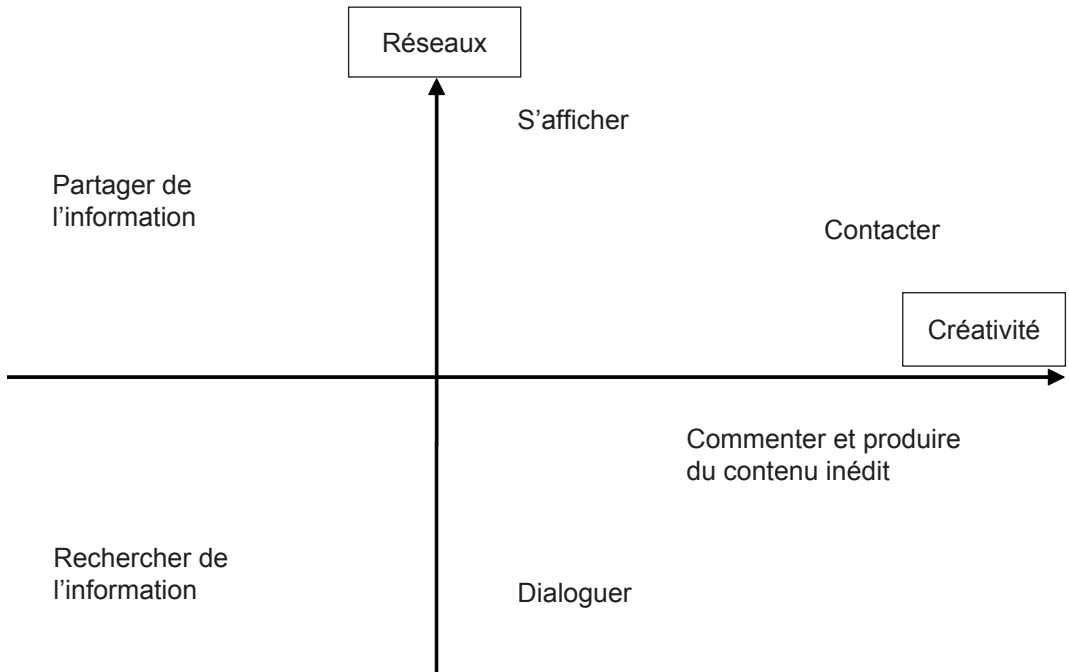 Réseaux
S’afficher
Partager de
l’information
Contacter
Créativité
Commenter et produire
du contenu inédit
Rechercher de
l’information
Dialoguer